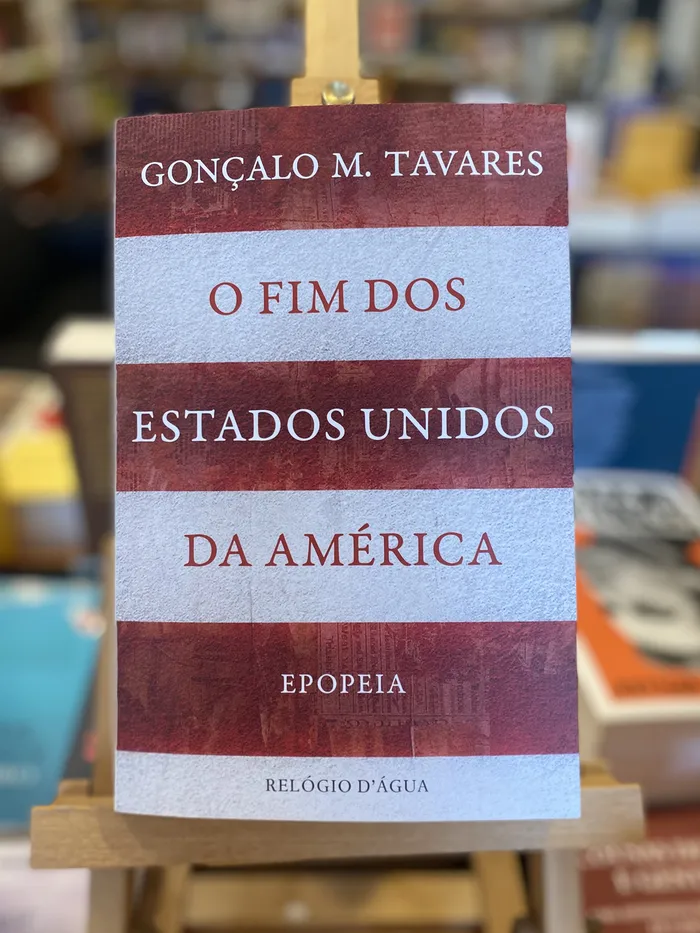 GONÇALO M. TAVARES
O FIM DOS
ESTADOS UNIDOS
DA AMÉRICA
EPOPEIA
RELÓGIO D'ÁGUA